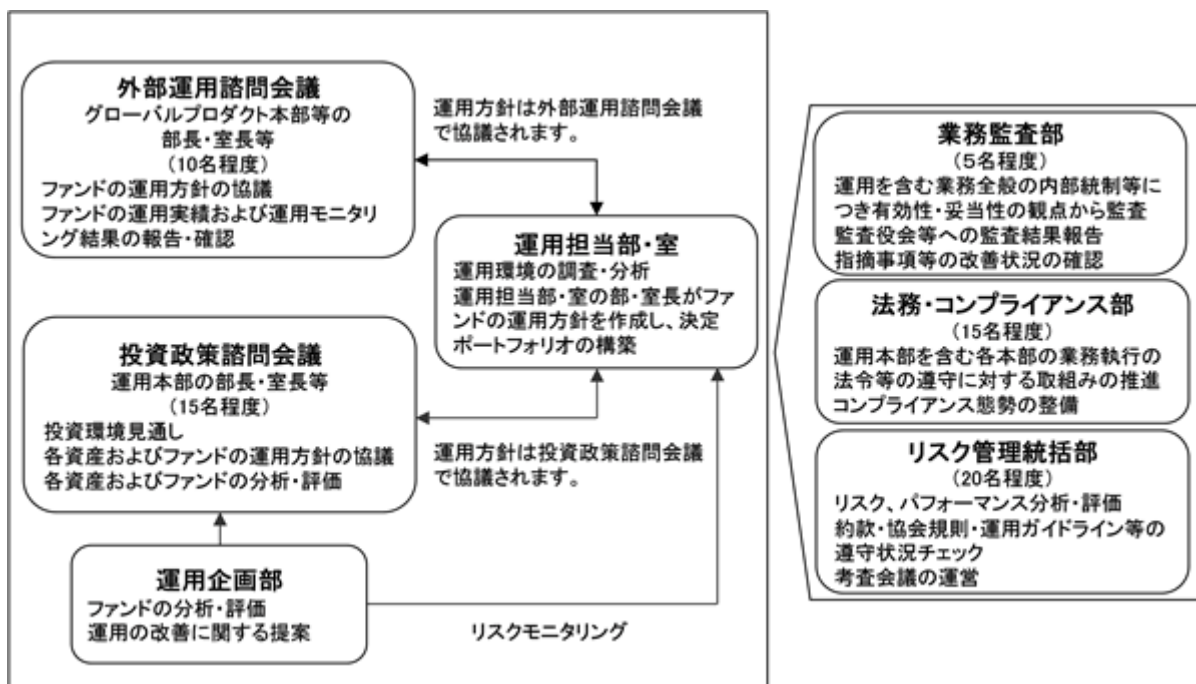 外部運用諮問会議
グローバルプロダクト本部等の
部長・室長等
(10名程度)
ファンドの運用方針の協議
ファンドの運用実績および運用モニタリ
ング結果の報告・確認
運用方針は外部運用諮問会議
で協議されます。
運用担当部・室
運用環境の調査・分析
運用担当部・室の部・室長がファ
ンドの運用方針を作成し、決定
ポートフォリオの構築
投資政策諮問会議
運用本部の部長・室長等
(15名程度)
投資環境見通し
各資産およびファンドの運用方針の協議
各資産およびファンドの分析・評価
運用方針は投資政策諮問会議
で協議されます。
運用企画部
ファンドの分析・評価
運用の改善に関する提案
リスクモニタリング
業務監査部
(5名程度)
運用を含む業務全般の内部統制等に
つき有効性・妥当性の観点から監査
監査役会等への監査結果報告
指摘事項等の改善状況の確認
法務・コンプライアンス部
(15名程度)
運用本部を含む各本部の業務執行の
法令等の遵守に対する取組みの推進
コンプライアンス態勢の整備
リスク管理統括部
(20名程度)
リスク、パフォーマンス分析・評価
約款・協会規則・運用ガイドライン等の
遵守状況チェック
考査会議の運営